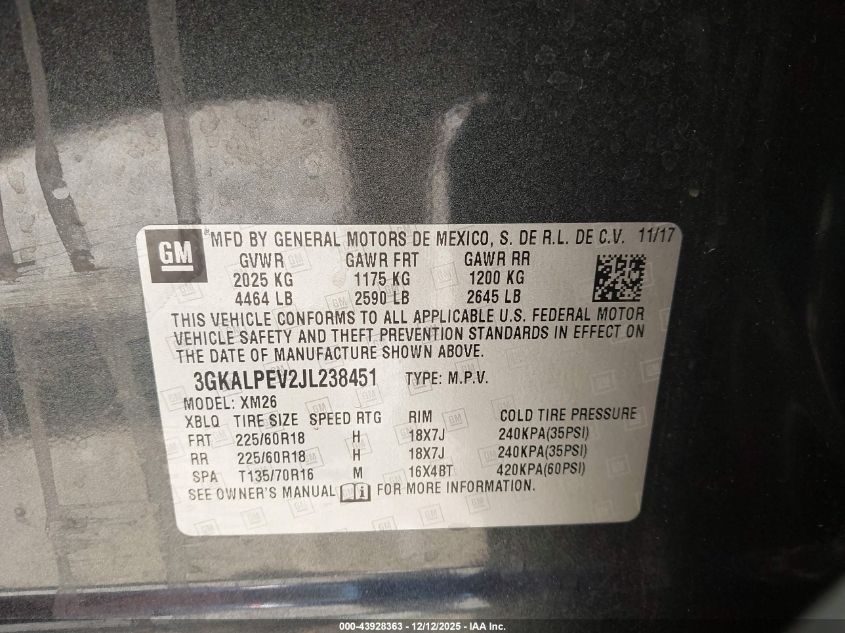 GM MFD BY GENERAL MOTORS DE MEXICO, S. DE R.L. DE C.V. 11/17
GVWR GAWR FRT GAWR RR
2025 KG 1175 KG 1200 KG
4464 LB 2590 LB 2645 LB
THIS VEHICLE CONFORMS TO ALL APPLICABLE U.S. FEDERAL MOTOR
VEHICLE SAFETY AND THEFT PREVENTION STANDARDS IN EFFECT ON
THE DATE OF MANUFACTURE SHOWN ABOVE.
3GKALPEV2JL238451 TYPE: M.P.V.
MODEL: XM26
XBLQ TIRE SIZE SPEED RTG RIM COLD TIRE PRESSURE
FRT 225/60R18 H 18X7J 240KPA(35PSI)
RR 225/60R18 H 18X7J 240KPA(35PSI)
SPA T135/70R16 M 16X4BT 420KPA(60PSI)
SEE OWNER'S MANUAL FOR MORE INFORMATION.
000-43928363 - 12/12/2025 - IAA Inc.